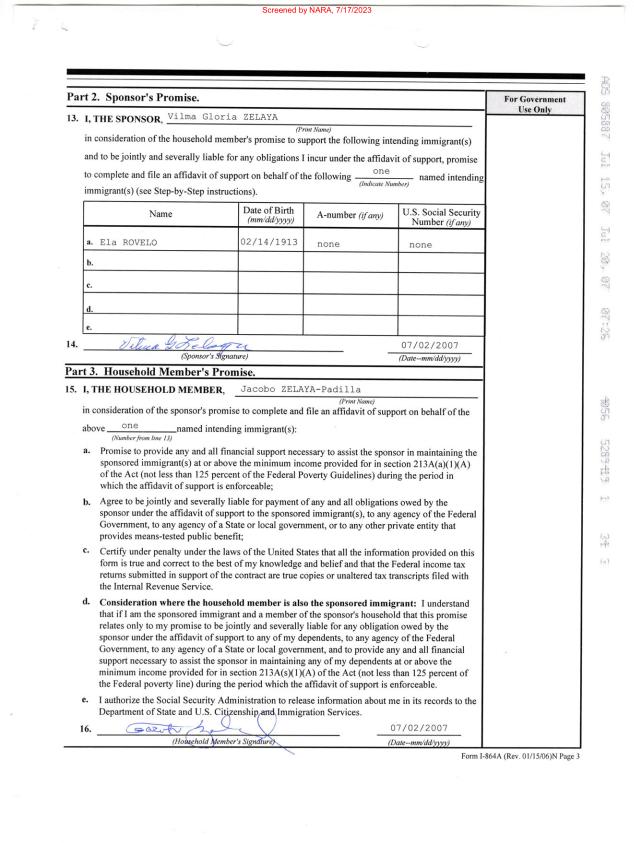 Screened by NARA, 7/17/2023
Part 2. Sponsor's Promise.
For Government
Use Only
13. I, THE SPONSOR, Vilma Gloria ZELAYA
(Print Name)
in consideration of the household member's promise to support the following intending immigrant(s)
and to be jointly and severally liable for any obligations I incur under the affidavit of support, promise
to complete and file an affidavit of support on behalf of the following one named intending
(Indicate Number)
immigrant(s) (see Step-by-Step instructions).
Name
Date of Birth
(mm/dd/yyyy)
A-number (if any)
U.S. Social Security
Number (if any)
a. Ela ROVELO 02/14/1913 none none
b.
c.
d.
e.
14. Vilma G Zelaya 07/02/2007
(Sponsor's Signature) (Date--mm/dd/yyyy)
Part 3. Household Member's Promise.
15. I, THE HOUSEHOLD MEMBER, Jacobo ZELAYA-Padilla
(Print Name)
in consideration of the sponsor's promise to complete and file an affidavit of support on behalf of the
above one named intending immigrant(s):
(Number from line 13)
a. Promise to provide any and all financial support necessary to assist the sponsor in maintaining the
sponsored immigrant(s) at or above the minimum income provided for in section 213A(a)(1)(A)
of the Act (not less than 125 percent of the Federal Poverty Guidelines) during the period in
which the affidavit of support is enforceable;
b. Agree to be jointly and severally liable for payment of any and all obligations owed by the
sponsor under the affidavit of support to the sponsored immigrant(s), to any agency of the Federal
Government, to any agency of a State or local government, or to any other private entity that
provides means-tested public benefit;
c. Certify under penalty under the laws of the United States that all the information provided on this
form is true and correct to the best of my knowledge and belief and that the Federal income tax
returns submitted in support of the contract are true copies or unaltered tax transcripts filed with
the Internal Revenue Service.
d. Consideration where the household member is also the sponsored immigrant: I understand
that if I am the sponsored immigrant and a member of the sponsor's household that this promise
relates only to my promise to be jointly and severally liable for any obligation owed by the
sponsor under the affidavit of support to any of my dependents, to any agency of the Federal
Government, to any agency of a State or local government, and to provide any and all financial
support necessary to assist the sponsor in maintaining any of my dependents at or above the
minimum income provided for in section 213A(s)(1)(A) of the Act (not less than 125 percent of
the Federal poverty line) during the period which the affidavit of support is enforceable.
e. I authorize the Social Security Administration to release information about me in its records to the
Department of State and U.S. Citizenship and Immigration Services.
16. 07/02/2007
(Household Member's Signature) (Date--mm/dd/yyyy)
Form I-864A (Rev. 01/15/06)N Page 3